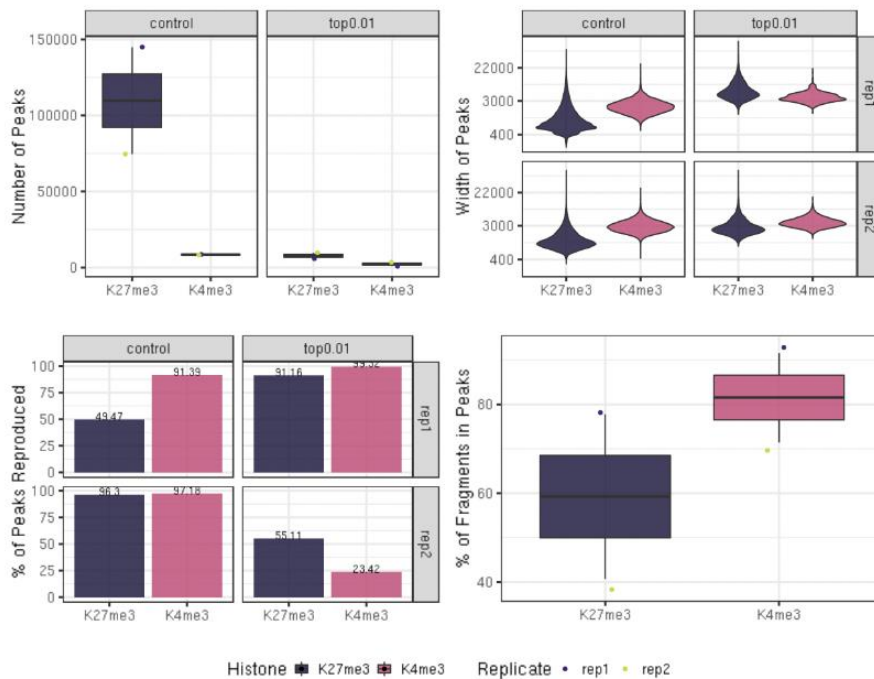 control top0.01
Number of Peaks
150000
100000
50000
0
K27me3 K4me3 K27me3 K4me3
control top0.01
Width of Peaks
22000
3000
400
rep1
22000
3000
400
rep2
K27me3 K4me3 K27me3 K4me3
control top0.01
% of Peaks Reproduced
100
75
50
25
0
49.47 91.39 91.16 99.32
rep1
100
75
50
25
0
96.3 97.18 55.11 23.42
rep2
K27me3 K4me3 K27me3 K4me3
% of Fragments in Peaks
80
60
40
K27me3 K4me3
Histone K27me3 K4me3 Replicate rep1 rep2